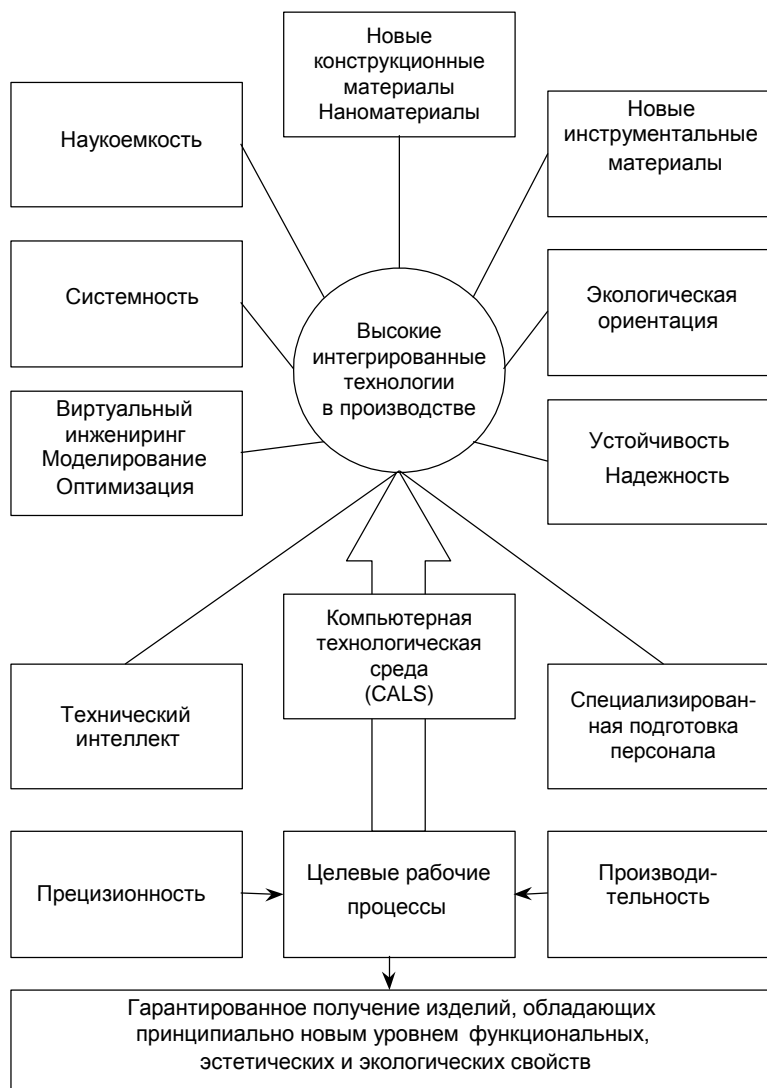 Новые
конструкционные
материалы
Наноматериалы
Наукоемкость
Новые
инструментальные
материалы
Системность
Высокие
интегрированные
технологии
в производстве
Экологическая
ориентация
Виртуальный
инжениринг
Моделирование
Оптимизация
Устойчивость
Надежность
Компьютерная
технологическая
среда
(CALS)
Технический
интеллект
Специализирован-
ная подготовка
персонала
Прецизионность
Целевые рабочие
процессы
Производи-
тельность
Гарантированное получение изделий, обладающих
принципиально новым уровнем функциональных,
эстетических и экологических свойств